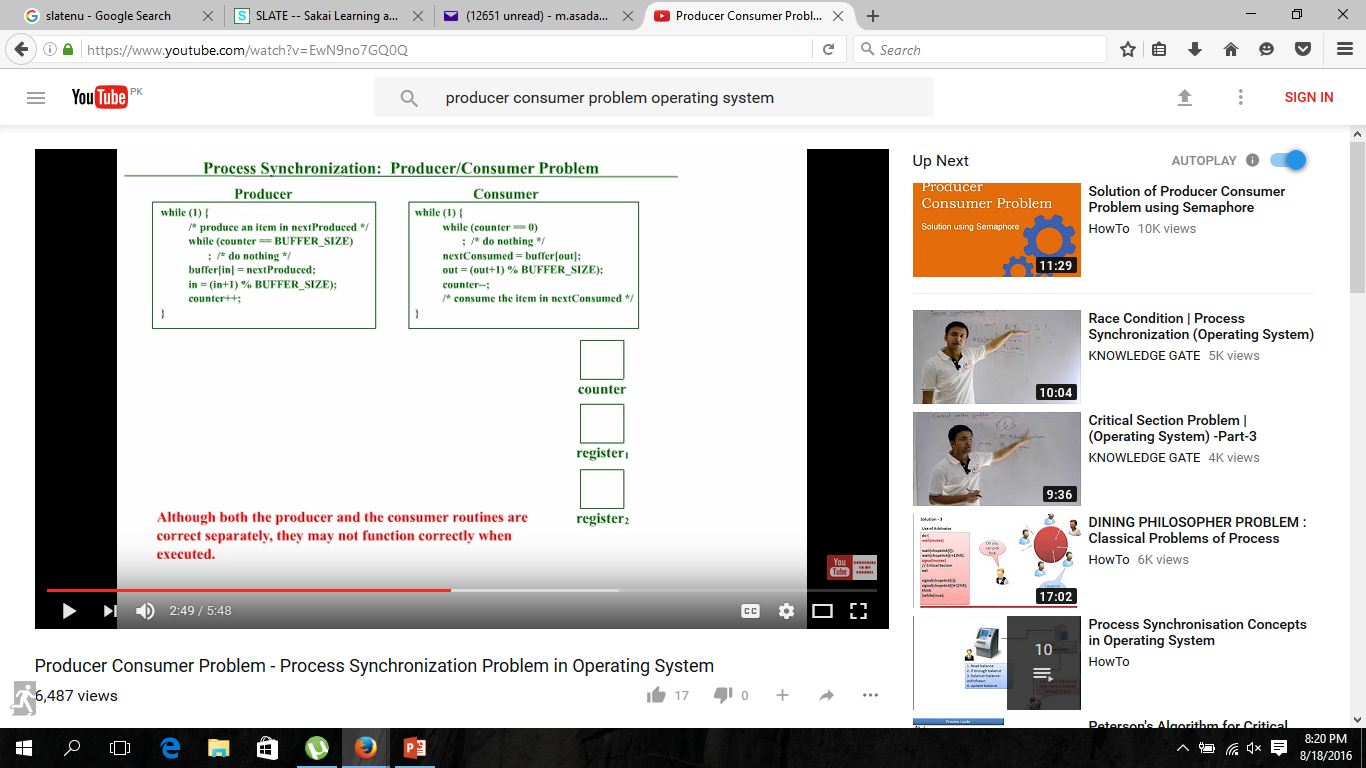 slatenu - Google Search
SLATE -- Sakai Learning a...
(12651 unread) - m.asada...
Producer Consumer Probl...
https://www.youtube.com/watch?v=EwN9no7GQ0Q
Search
YouTube PK
producer consumer problem operating system
SIGN IN
Process Synchronization: Producer/Consumer Problem
Producer
while (1) {
/* produce an item in nextProduced */
while (counter == BUFFER_SIZE)
; /* do nothing */
buffer[in] = nextProduced;
in = (in+1) % BUFFER_SIZE);
counter++;
}
Consumer
while (1) {
while (counter == 0)
; /* do nothing */
nextConsumed = buffer[out];
out = (out+1) % BUFFER_SIZE);
counter--;
/* consume the item in nextConsumed */
}
counter
register1
register2
Although both the producer and the consumer routines are
correct separately, they may not function correctly when
executed.
You
Tube
2:49 / 5:48
CC
Producer Consumer Problem - Process Synchronization Problem in Operating System
6,487 views
17
0
Up Next
AUTOPLAY
Producer
Consumer Problem
Solution using Semaphore
11:29
Solution of Producer Consumer
Problem using Semaphore
HowTo 10K views
10:04
Race Condition | Process
Synchronization (Operating System)
KNOWLEDGE GATE 5K views
9:36
Critical Section Problem |
(Operating System) -Part-3
KNOWLEDGE GATE 4K views
17:02
DINING PHILOSOPHER PROBLEM :
Classical Problems of Process
HowTo 6K views
10
Process Synchronisation Concepts
in Operating System
HowTo
Peterson's Algorithm for Critical
8:20 PM
8/18/2016